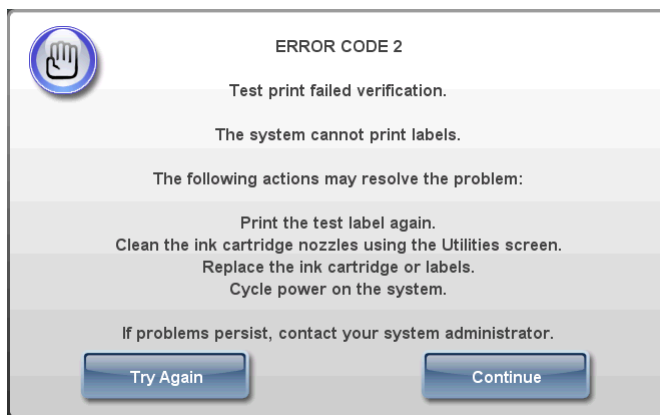 ERROR CODE 2
Test print failed verification.
The system cannot print labels.
The following actions may resolve the problem:
Print the test label again.
Clean the ink cartridge nozzles using the Utilities screen.
Replace the ink cartridge or labels.
Cycle power on the system.
If problems persist, contact your system administrator.
Try Again
Continue